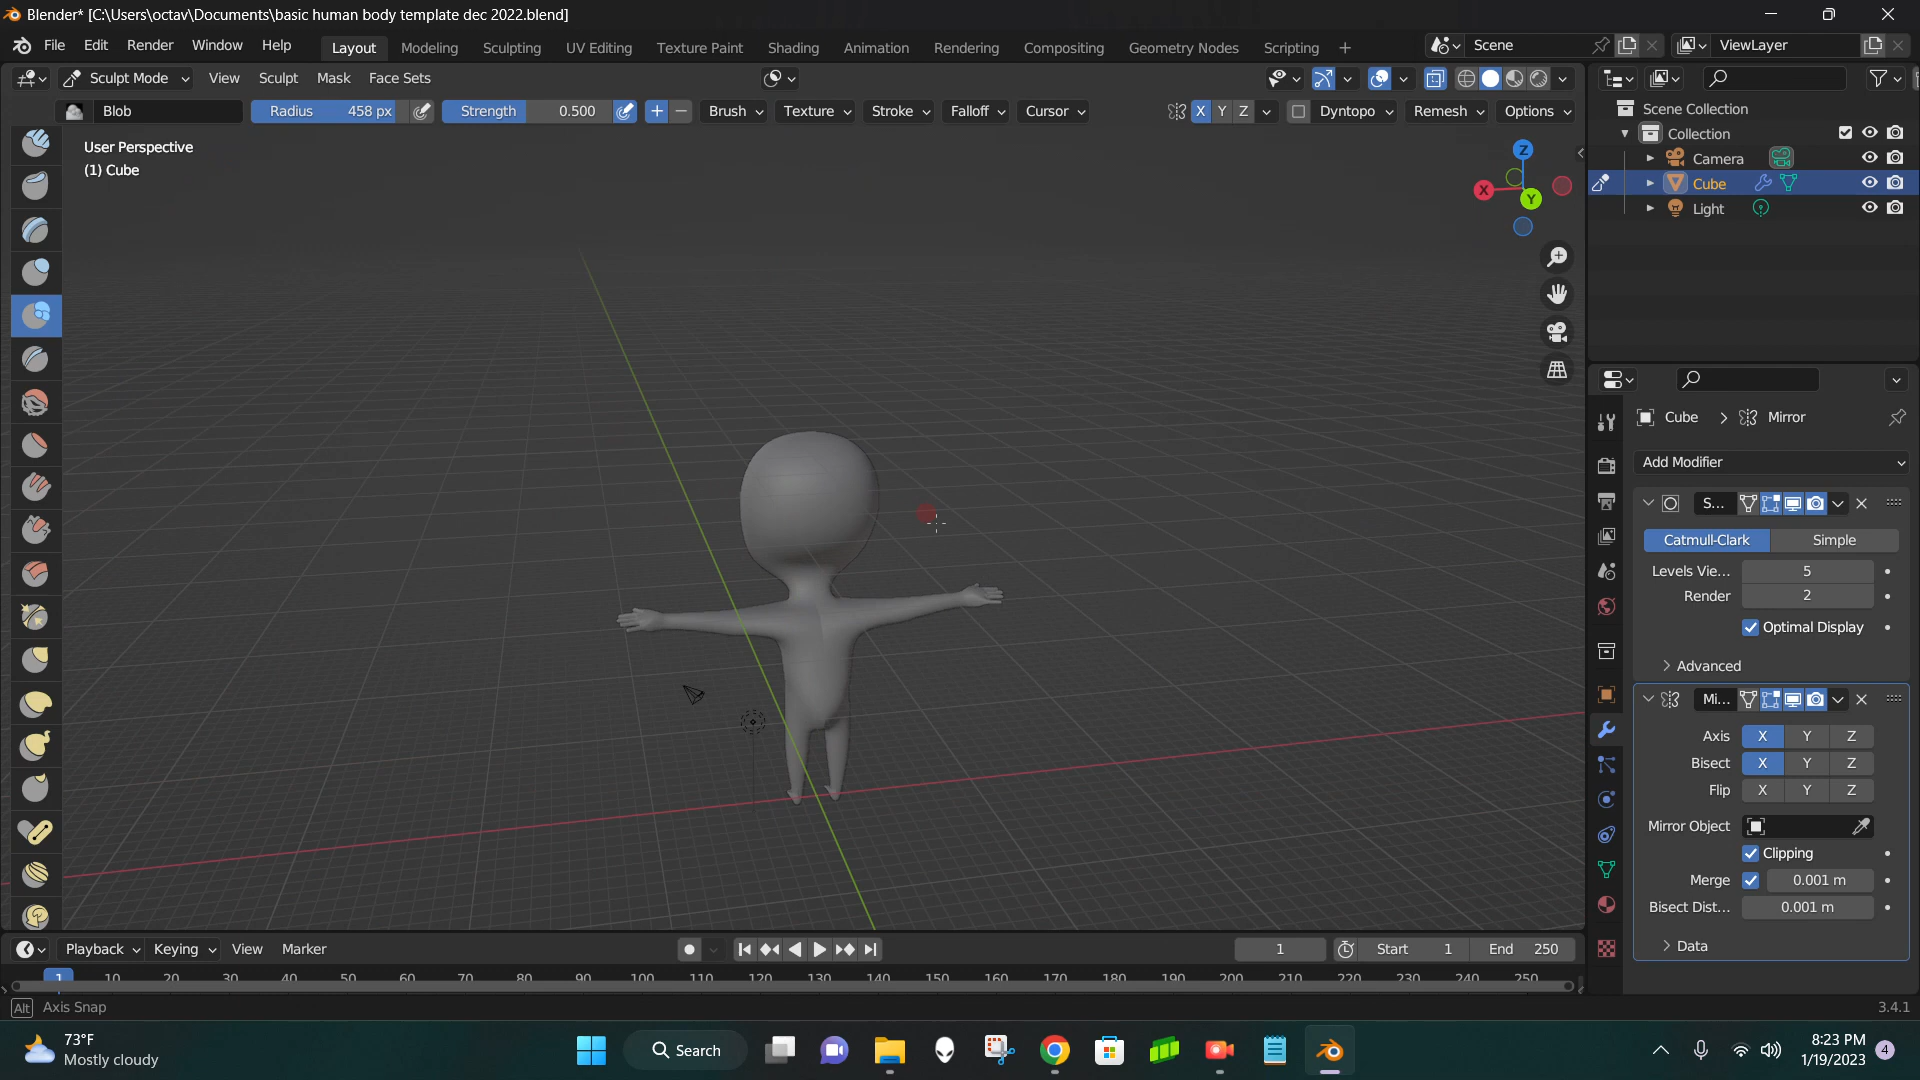 Blender* [C:\Users\octav\Documents\basic human body template dec 2022.blend]
File Edit Render Window Help Layout Modeling Sculpting UV Editing Texture Paint Shading Animation Rendering Compositing Geometry Nodes Scripting + Scene ViewLayer
Sculpt Mode View Sculpt Mask Face Sets
Blob Radius 458 px Strength 0.500 + − Brush Texture Stroke Falloff Cursor X Y Z Dyntopo Remesh Options
User Perspective
(1) Cube
Z
X
Y
Scene Collection
Collection
Camera
Cube
Light
Cube > Mirror
Add Modifier
S...
Catmull-Clark Simple
Levels Vie... 5
Render 2
Optimal Display
Advanced
Mi...
Axis X Y Z
Bisect X Y Z
Flip X Y Z
Mirror Object
Clipping
Merge 0.001 m
Bisect Dist... 0.001 m
Data
Playback Keying View Marker 1 Start 1 End 250
1 10 20 30 40 50 60 70 80 90 100 110 120 130 140 150 160 170 180 190 200 210 220 230 240 250
Alt Axis Snap 3.4.1
73°F
Mostly cloudy
Search
8:23 PM
1/19/2023
4